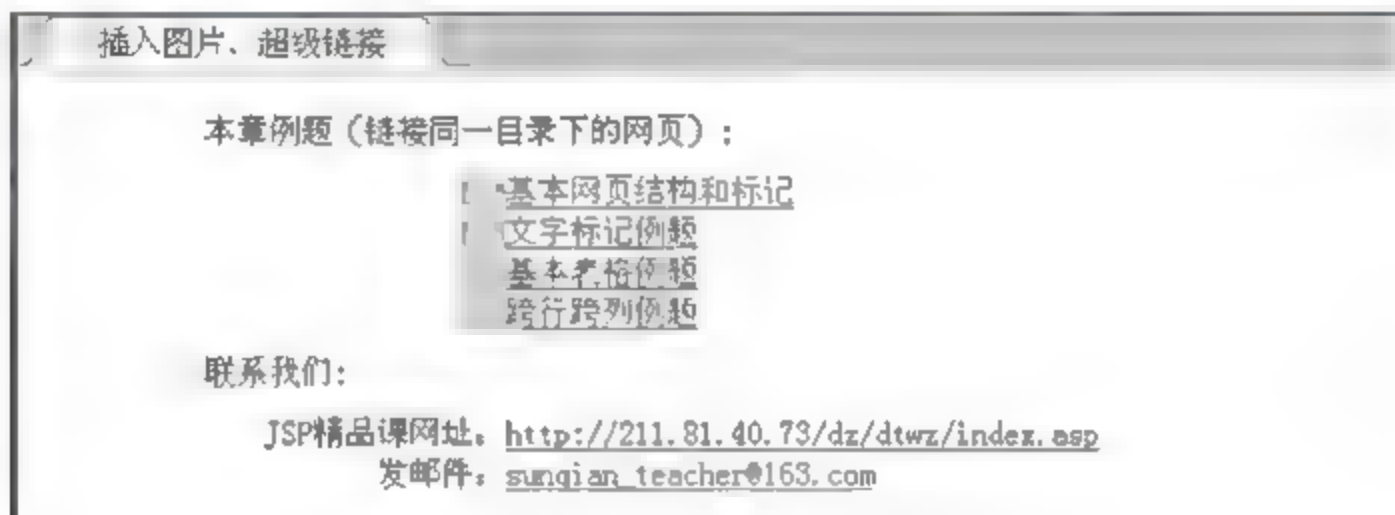 插入图片、超级链接
本章例题（链接同一目录下的网页）：
基本网页结构和标记
文字标记例题
基本表格例题
跨行跨列例题
联系我们：
JSP精品课网址：http://211.81.40.73/dz/dtwz/index.asp
发邮件：sunqian_teacher@163.com